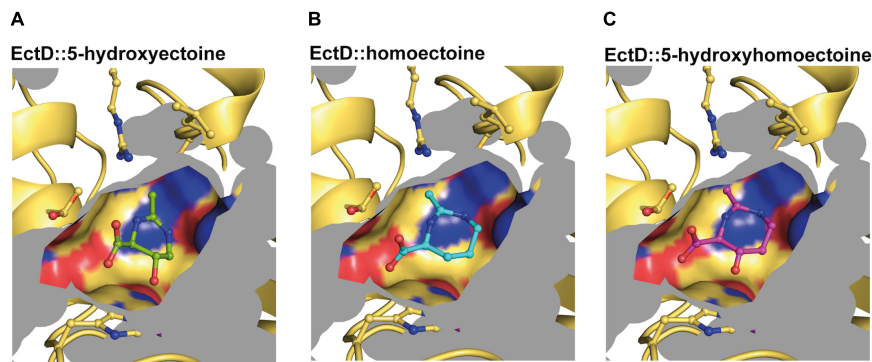 A
B
C
EctD::5-hydroxyectoine
EctD::homoectoine
EctD::5-hydroxyhomoectoine